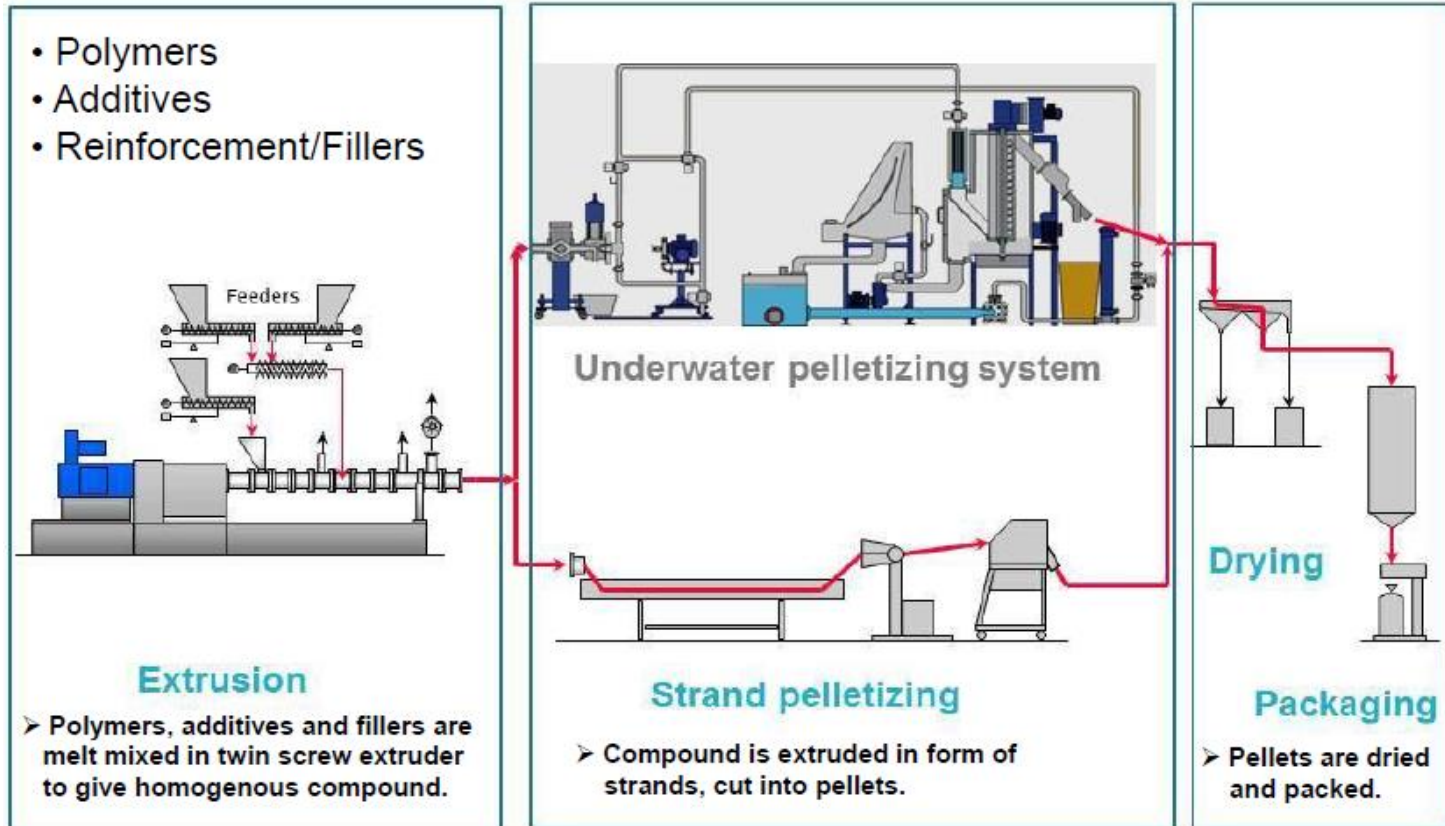 • Polymers
• Additives
• Reinforcement/Fillers
Feeders
Extrusion
➢ Polymers, additives and fillers are
melt mixed in twin screw extruder
to give homogenous compound.
Underwater pelletizing system
Strand pelletizing
➢ Compound is extruded in form of
strands, cut into pellets.
Drying
Packaging
➢ Pellets are dried
and packed.